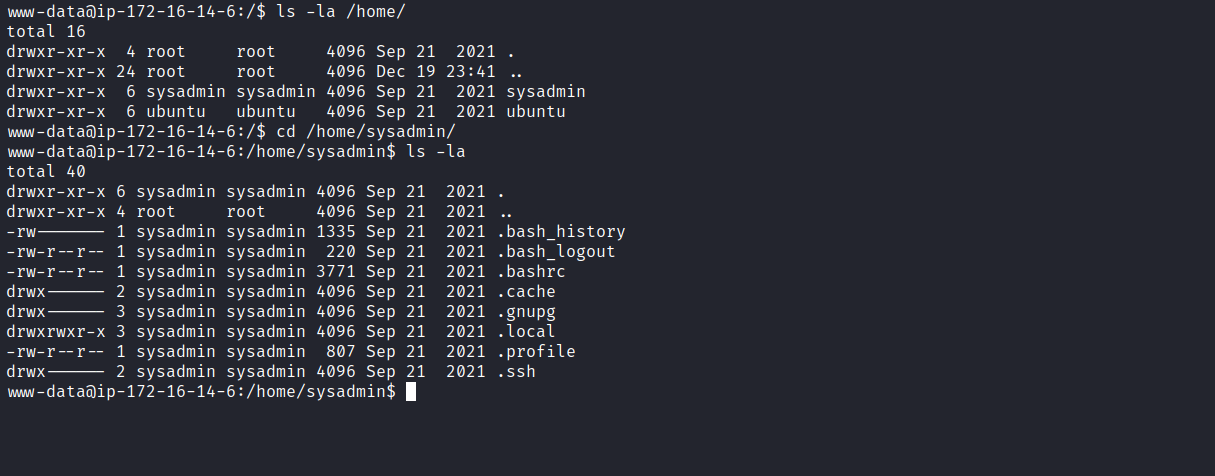 www-data@ip-172-16-14-6:/$ ls -la /home/
total 16
drwxr-xr-x  4 root     root     4096 Sep 21  2021 .
drwxr-xr-x 24 root     root     4096 Dec 19 23:41 ..
drwxr-xr-x  6 sysadmin sysadmin 4096 Sep 21  2021 sysadmin
drwxr-xr-x  6 ubuntu   ubuntu   4096 Sep 21  2021 ubuntu
www-data@ip-172-16-14-6:/$ cd /home/sysadmin/
www-data@ip-172-16-14-6:/home/sysadmin$ ls -la
total 40
drwxr-xr-x 6 sysadmin sysadmin 4096 Sep 21  2021 .
drwxr-xr-x 4 root     root     4096 Sep 21  2021 ..
-rw------- 1 sysadmin sysadmin 1335 Sep 21  2021 .bash_history
-rw-r--r-- 1 sysadmin sysadmin  220 Sep 21  2021 .bash_logout
-rw-r--r-- 1 sysadmin sysadmin 3771 Sep 21  2021 .bashrc
drwx------ 2 sysadmin sysadmin 4096 Sep 21  2021 .cache
drwx------ 3 sysadmin sysadmin 4096 Sep 21  2021 .gnupg
drwxrwxr-x 3 sysadmin sysadmin 4096 Sep 21  2021 .local
-rw-r--r-- 1 sysadmin sysadmin  807 Sep 21  2021 .profile
drwx------ 2 sysadmin sysadmin 4096 Sep 21  2021 .ssh
www-data@ip-172-16-14-6:/home/sysadmin$